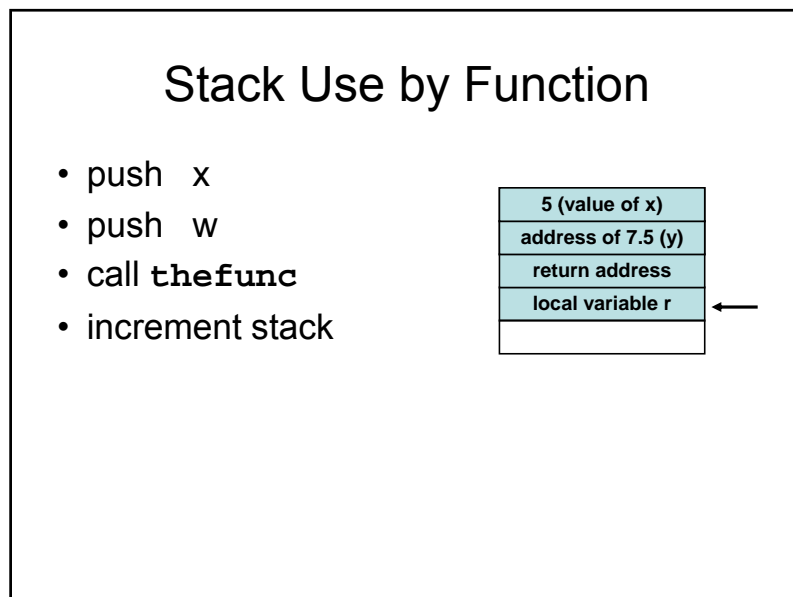 Stack Use by Function
• push x
• push w
• call thefunc
• increment stack
5 (value of x)
address of 7.5 (y)
return address
local variable r